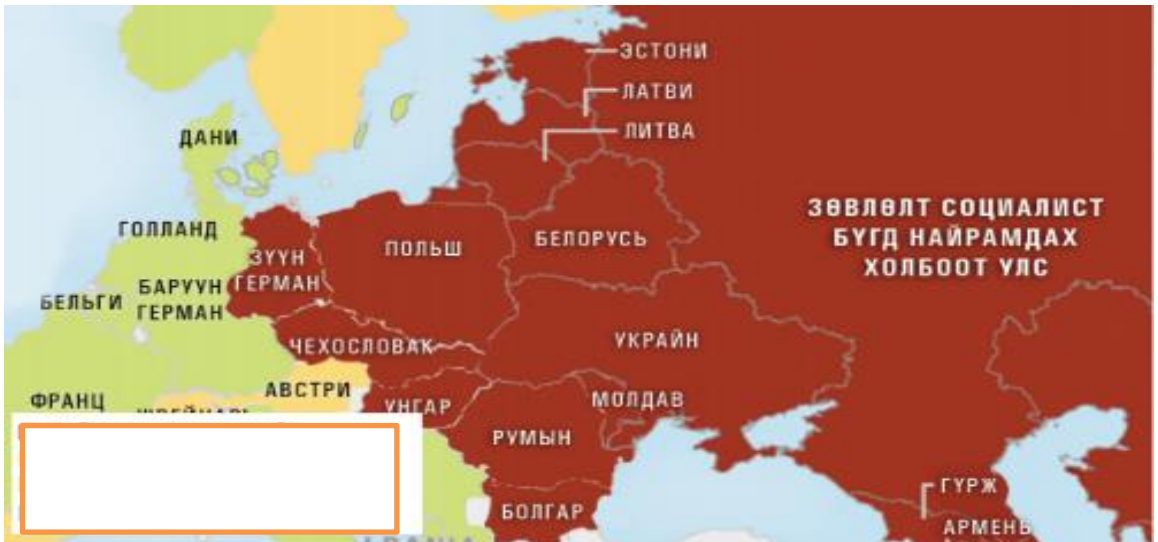 ЭСТОНИ
ЛАТВИ
ЛИТВА
ДАНИ
ЗӨВЛӨЛТ СОЦИАЛИСТ
БҮГД НАЙРАМДАХ
ХОЛБООТ УЛС
ГОЛЛАНД
ПОЛЬШ
БЕЛОРУСЬ
ЗҮҮН
ГЕРМАН
БАРУУН
ГЕРМАН
БЕЛЬГИ
ЧЕХОСЛОВАК
УКРАЙН
АВСТРИ
ФРАНЦ
УНГАР
МОЛДАВ
РУМЫН
БОЛГАР
ГҮРЖ
АРМЕНЬ